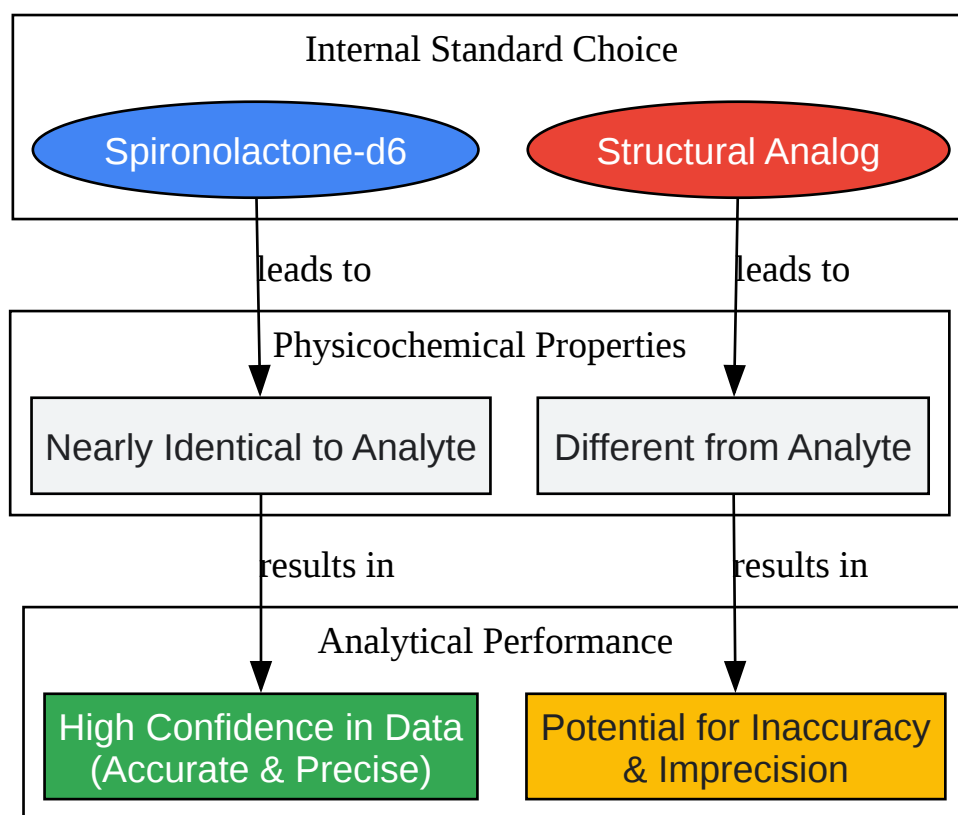 Internal Standard Choice
Spironolactone-d6
Structural Analog
leads to
leads to
Physicochemical Properties
Nearly Identical to Analyte
Different from Analyte
results in
results in
Analytical Performance
High Confidence in Data
(Accurate & Precise)
Potential for Inaccuracy
& Imprecision